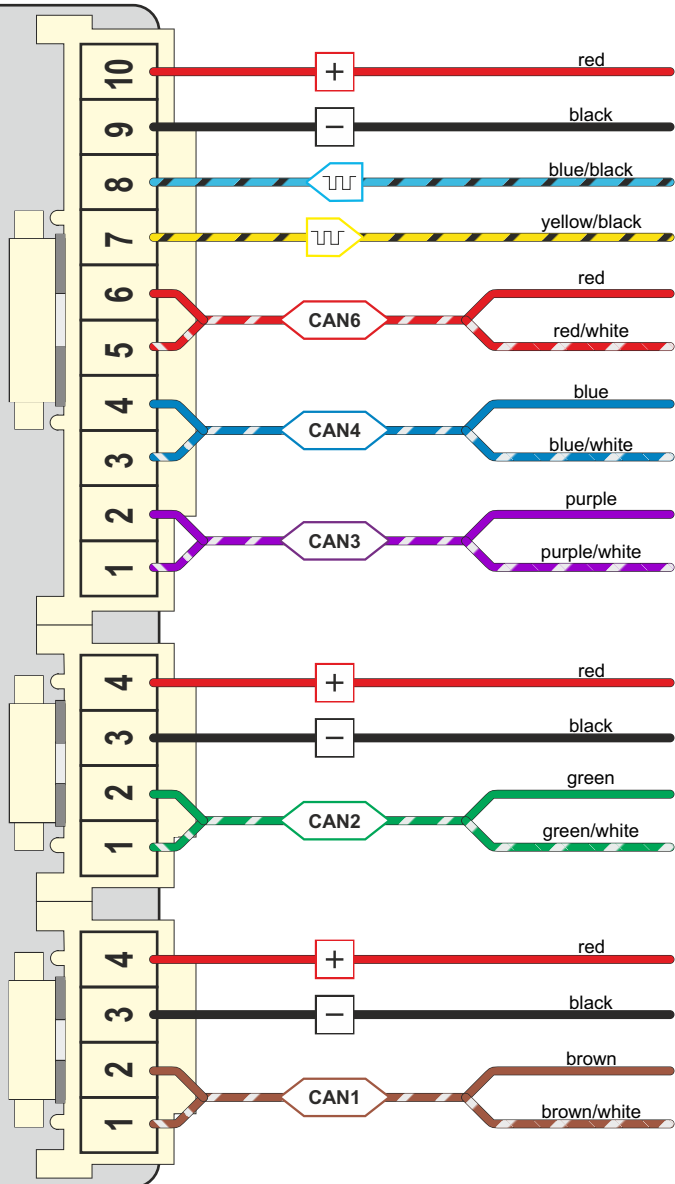 10 + red
9 − black
8 blue/black
7 yellow/black
6 red
CAN6
5 red/white
4 blue
CAN4
3 blue/white
2 purple
CAN3
1 purple/white
4 + red
3 − black
2 green
CAN2
1 green/white
4 + red
3 − black
2 brown
CAN1
1 brown/white